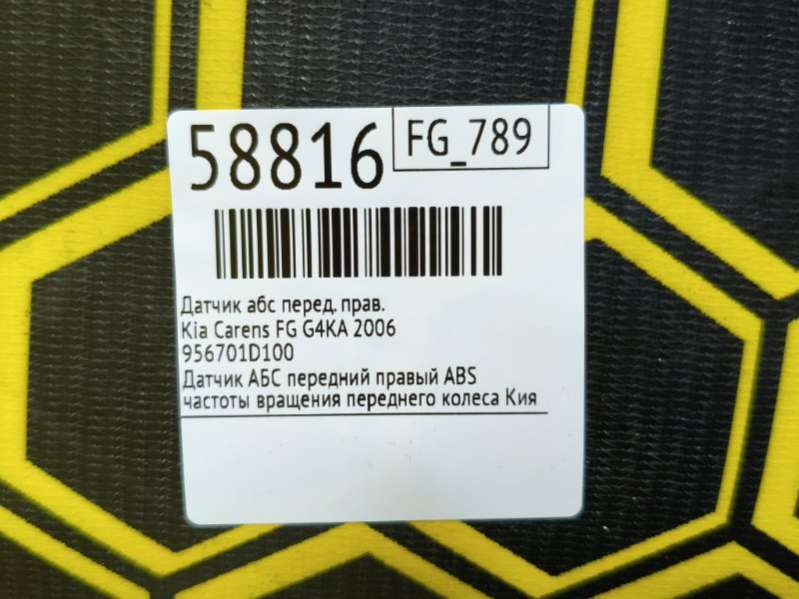 58816
FG_789
Датчик абс перед. прав.
Kia Carens FG G4KA 2006
956701D100
Датчик АБС передний правый ABS
частоты вращения переднего колеса Кия